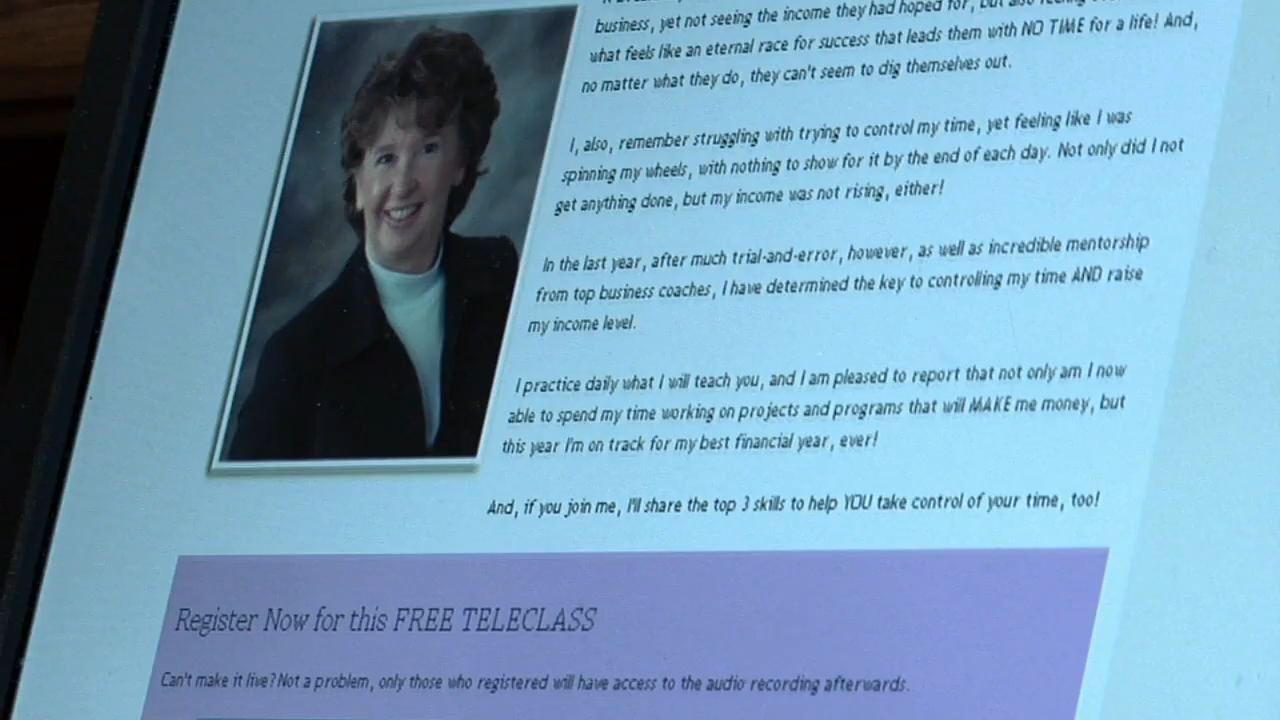 business, yet not seeing the income they had hoped for, but also feeling
what feels like an eternal race for success that leads them with NO TIME for a life! And,
no matter what they do, they can't seem to dig themselves out.
I, also, remember struggling with trying to control my time, yet feeling like I was
spinning my wheels, with nothing to show for it by the end of each day. Not only did I not
get anything done, but my income was not rising, either!
In the last year, after much trial-and-error, however, as well as incredible mentorship
from top business coaches, I have determined the key to controlling my time AND raise
my income level.
I practice daily what I will teach you, and I am pleased to report that not only am I now
able to spend my time working on projects and programs that will MAKE me money, but
this year I'm on track for my best financial year, ever!
And, if you join me, I'll share the top 3 skills to help YOU take control of your time, too!
Register Now for this FREE TELECLASS
Can't make it live? Not a problem, only those who registered will have access to the audio recording afterwards.